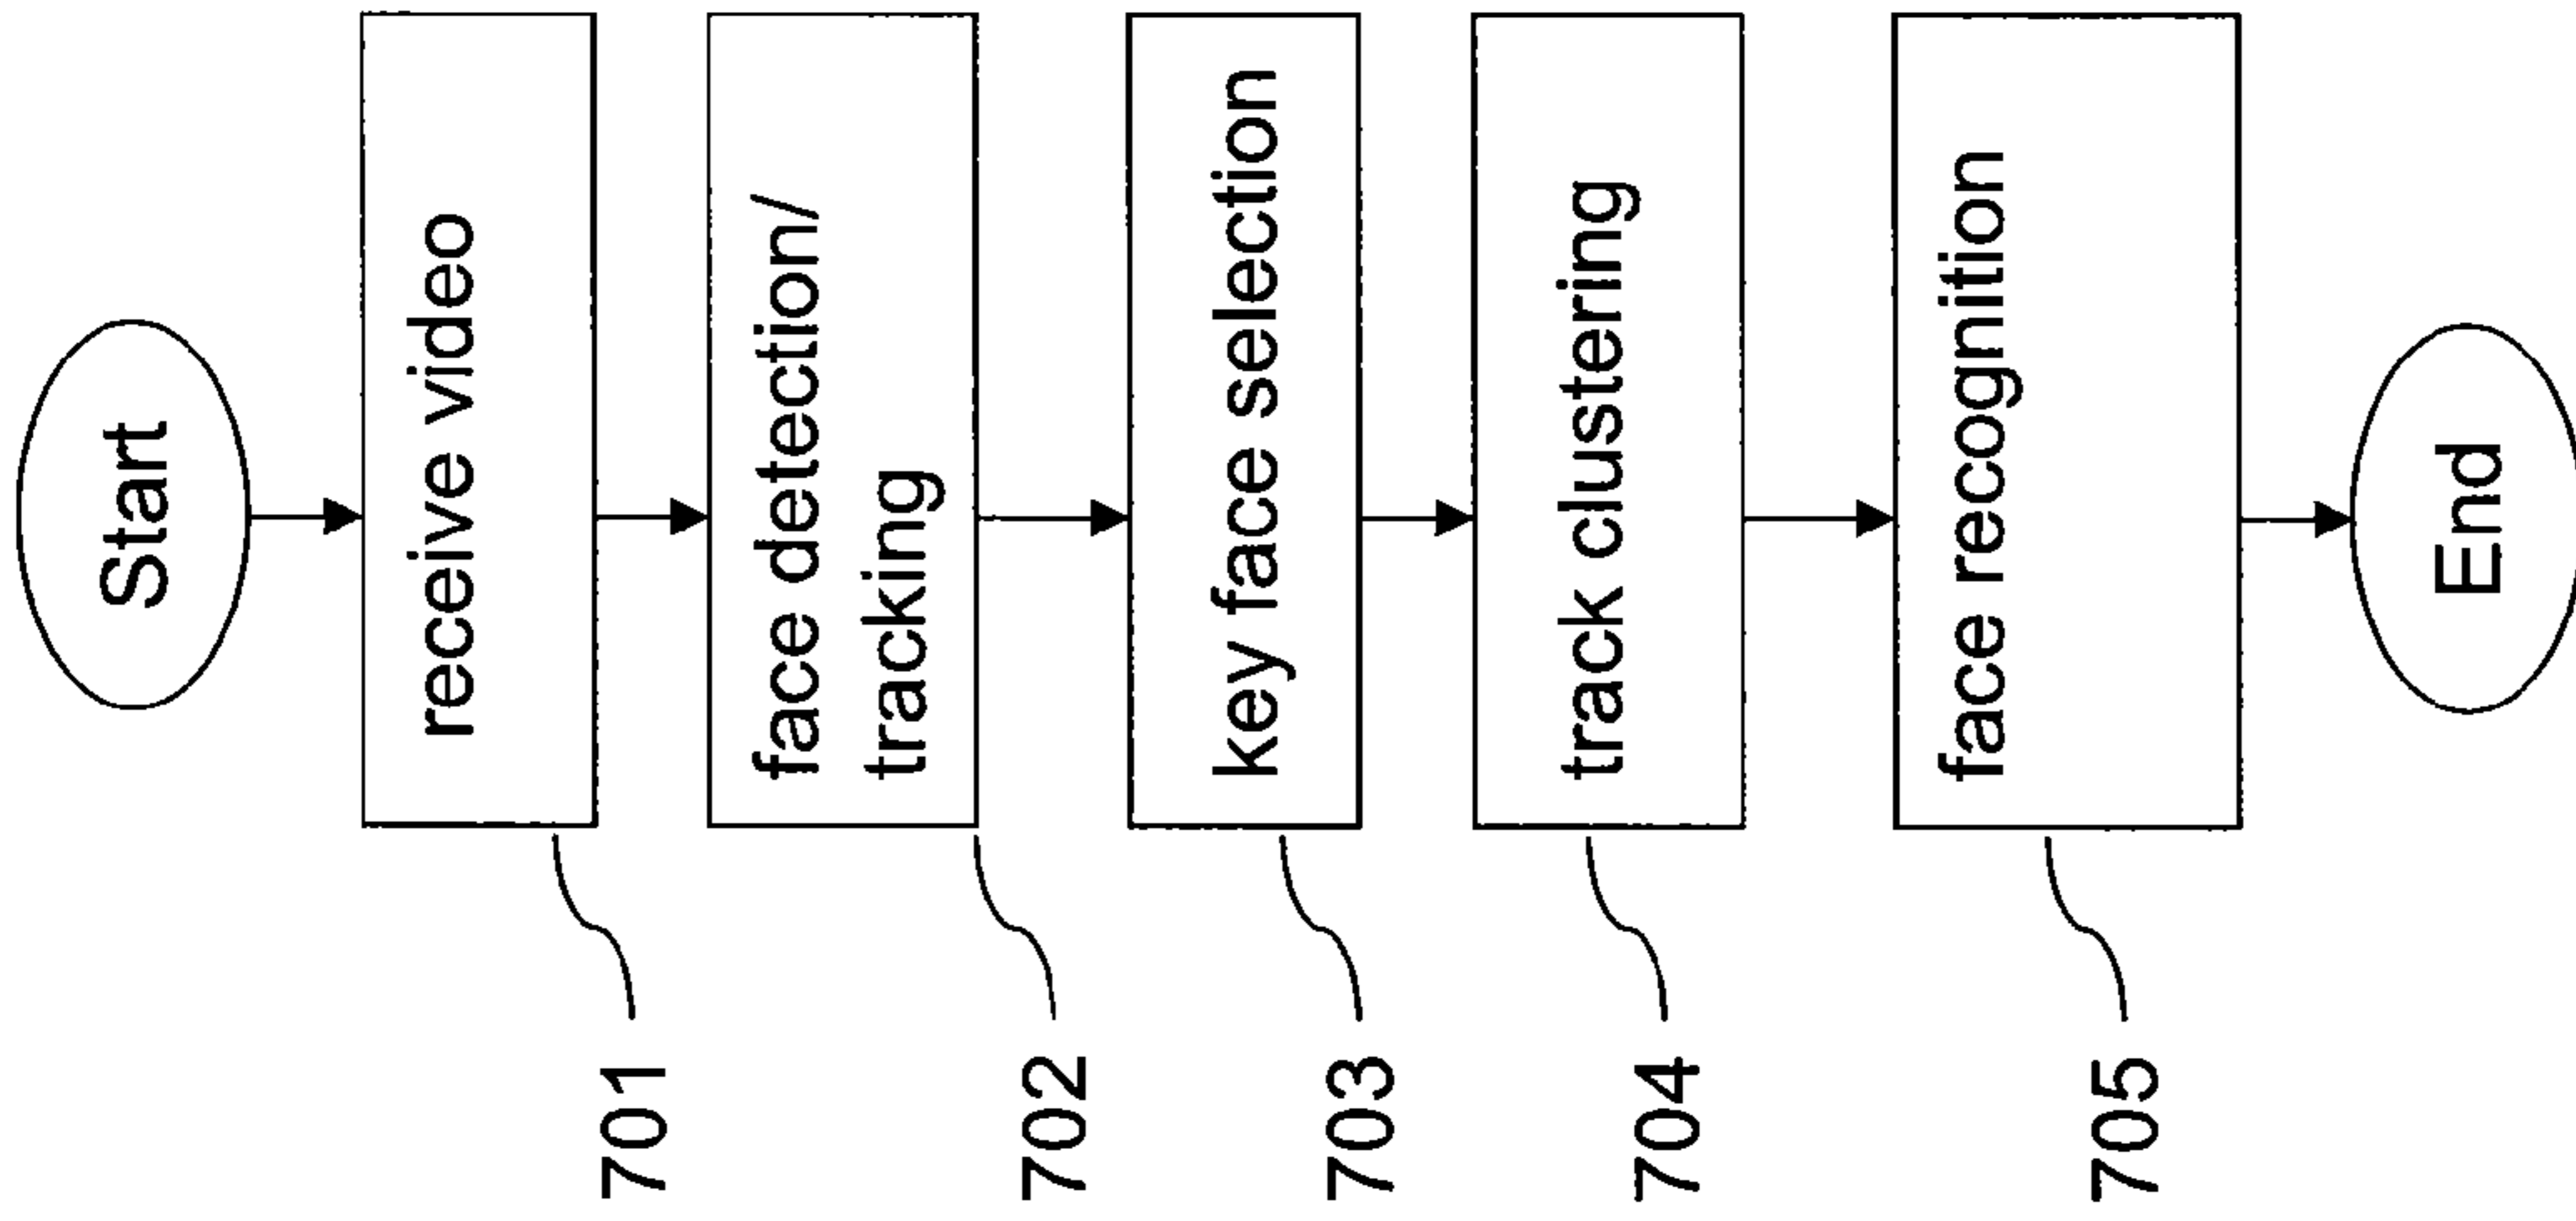 Start
receive video
701
face detection/
tracking
702
key face selection
703
track clustering
704
face recognition
705
End